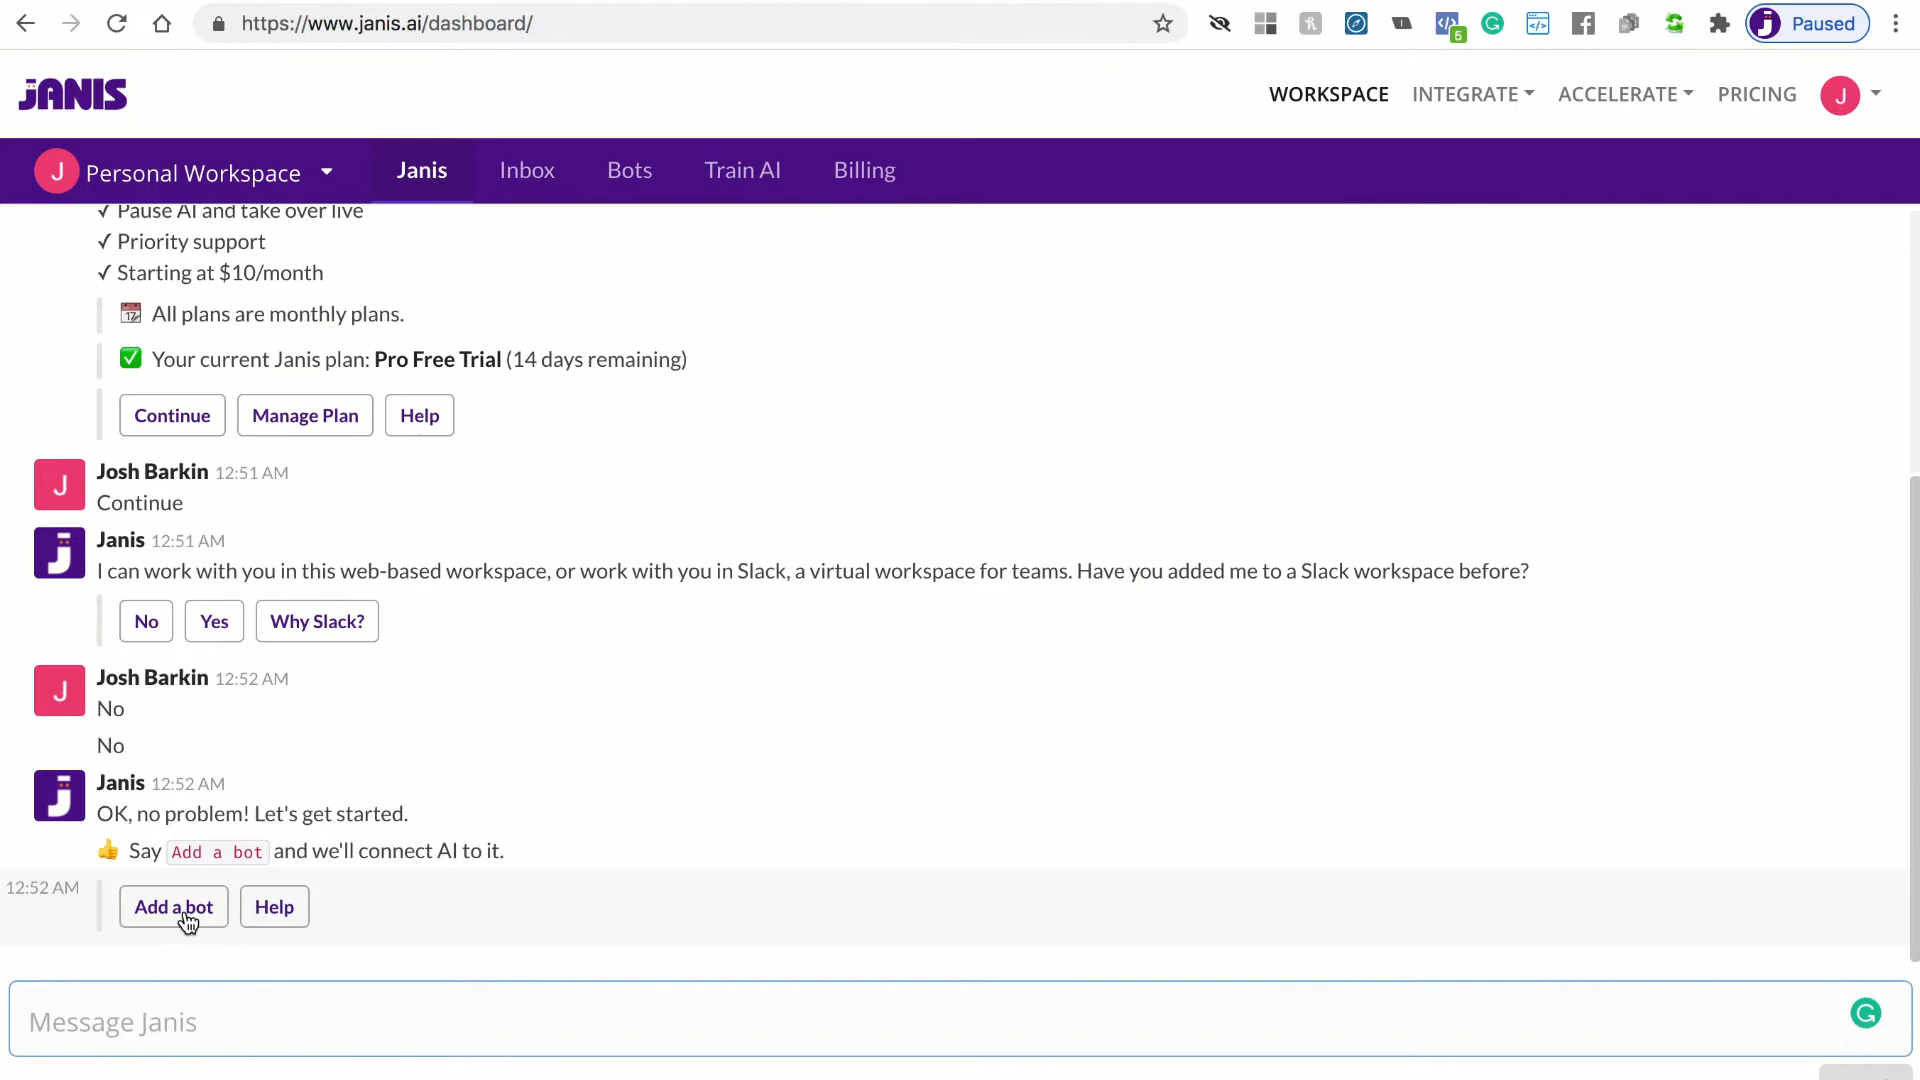 https://www.janis.ai/dashboard/
5
Paused
JANIS
WORKSPACE INTEGRATE ACCELERATE PRICING J
J Personal Workspace Janis Inbox Bots Train AI Billing
✓ Pause AI and take over live
✓ Priority support
✓ Starting at $10/month
17 All plans are monthly plans.
✅ Your current Janis plan: Pro Free Trial (14 days remaining)
Continue Manage Plan Help
J Josh Barkin 12:51 AM
Continue
J Janis 12:51 AM
I can work with you in this web-based workspace, or work with you in Slack, a virtual workspace for teams. Have you added me to a Slack workspace before?
No Yes Why Slack?
J Josh Barkin 12:52 AM
No
No
J Janis 12:52 AM
OK, no problem! Let's get started.
👍 Say Add a bot and we'll connect AI to it.
12:52 AM Add a bot Help
Message Janis